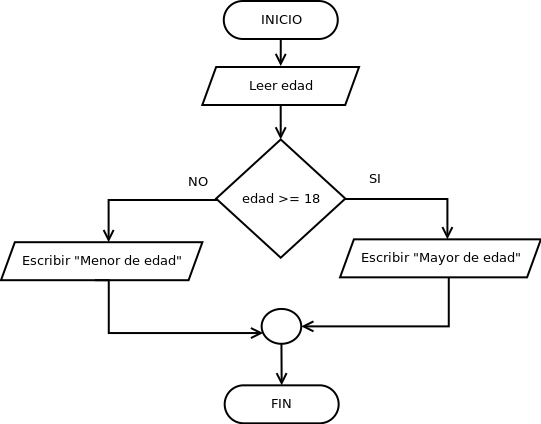 INICIO
Leer edad
NO
SI
edad >= 18
Escribir "Menor de edad"
Escribir "Mayor de edad"
FIN